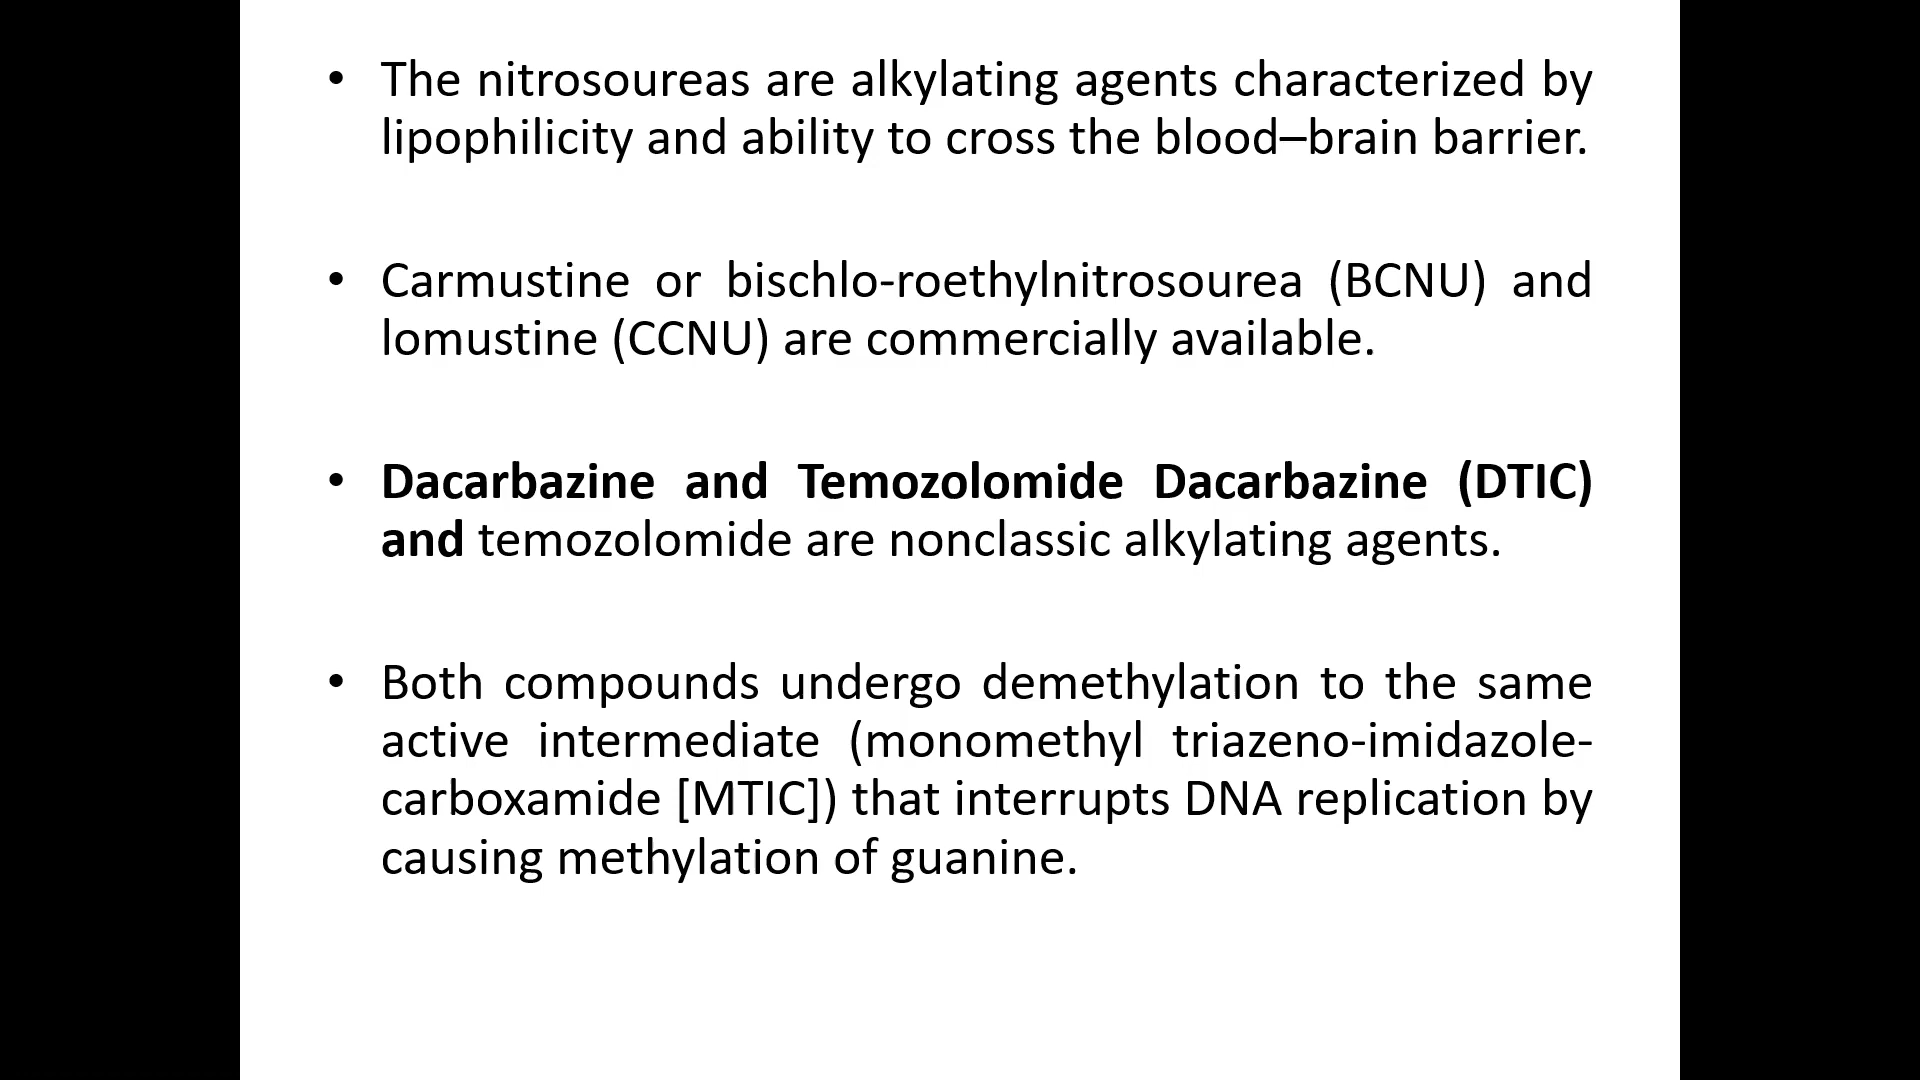 • The nitrosoureas are alkylating agents characterized by
lipophilicity and ability to cross the blood–brain barrier.
• Carmustine or bischlo-roethylnitrosourea (BCNU) and
lomustine (CCNU) are commercially available.
• Dacarbazine and Temozolomide Dacarbazine (DTIC)
and temozolomide are nonclassic alkylating agents.
• Both compounds undergo demethylation to the same
active intermediate (monomethyl triazeno-imidazole-
carboxamide [MTIC]) that interrupts DNA replication by
causing methylation of guanine.